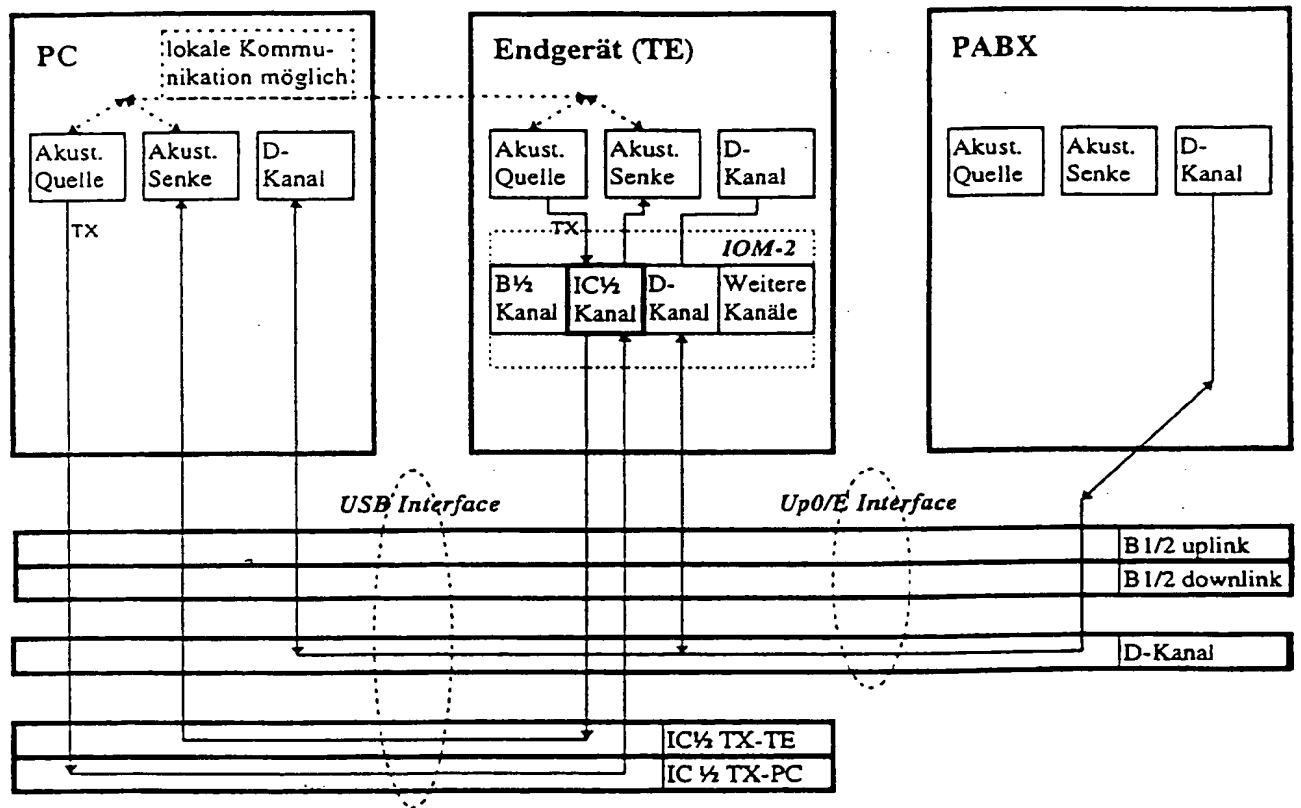 PC
lokale Kommu-
nikation möglich
Akust.
Quelle
Akust.
Senke
D-
Kanal
TX
Endgerät (TE)
Akust.
Quelle
Akust.
Senke
D-
Kanal
TX
IOM-2
B½
Kanal
IC½
Kanal
D-
Kanal
Weitere
Kanäle
PABX
Akust.
Quelle
Akust.
Senke
D-
Kanal
USB Interface
Up0/E Interface
B1/2 uplink
B1/2 downlink
D-Kanal
IC½ TX-TE
IC ½ TX-PC